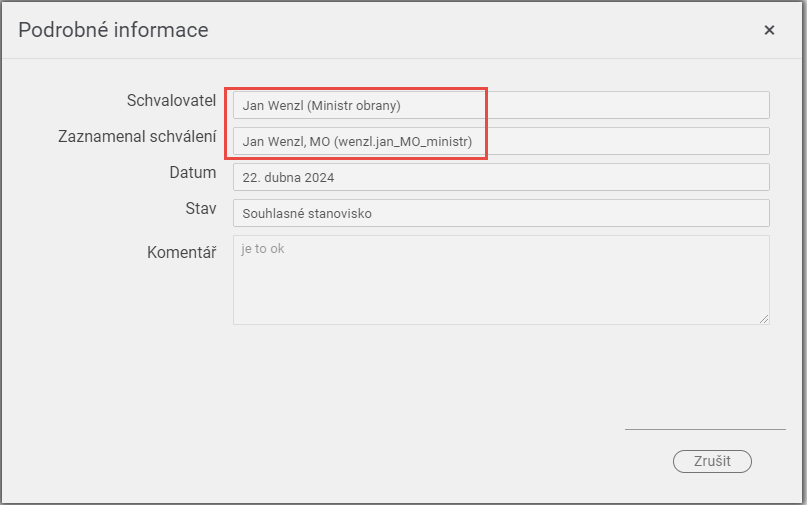 Podrobné informace
×
Schvalovatel
Jan Wenzl (Ministr obrany)
Zaznamenal schválení
Jan Wenzl, MO (wenzl.jan_MO_ministr)
Datum
22. dubna 2024
Stav
Souhlasné stanovisko
Komentář
je to ok
Zrušit